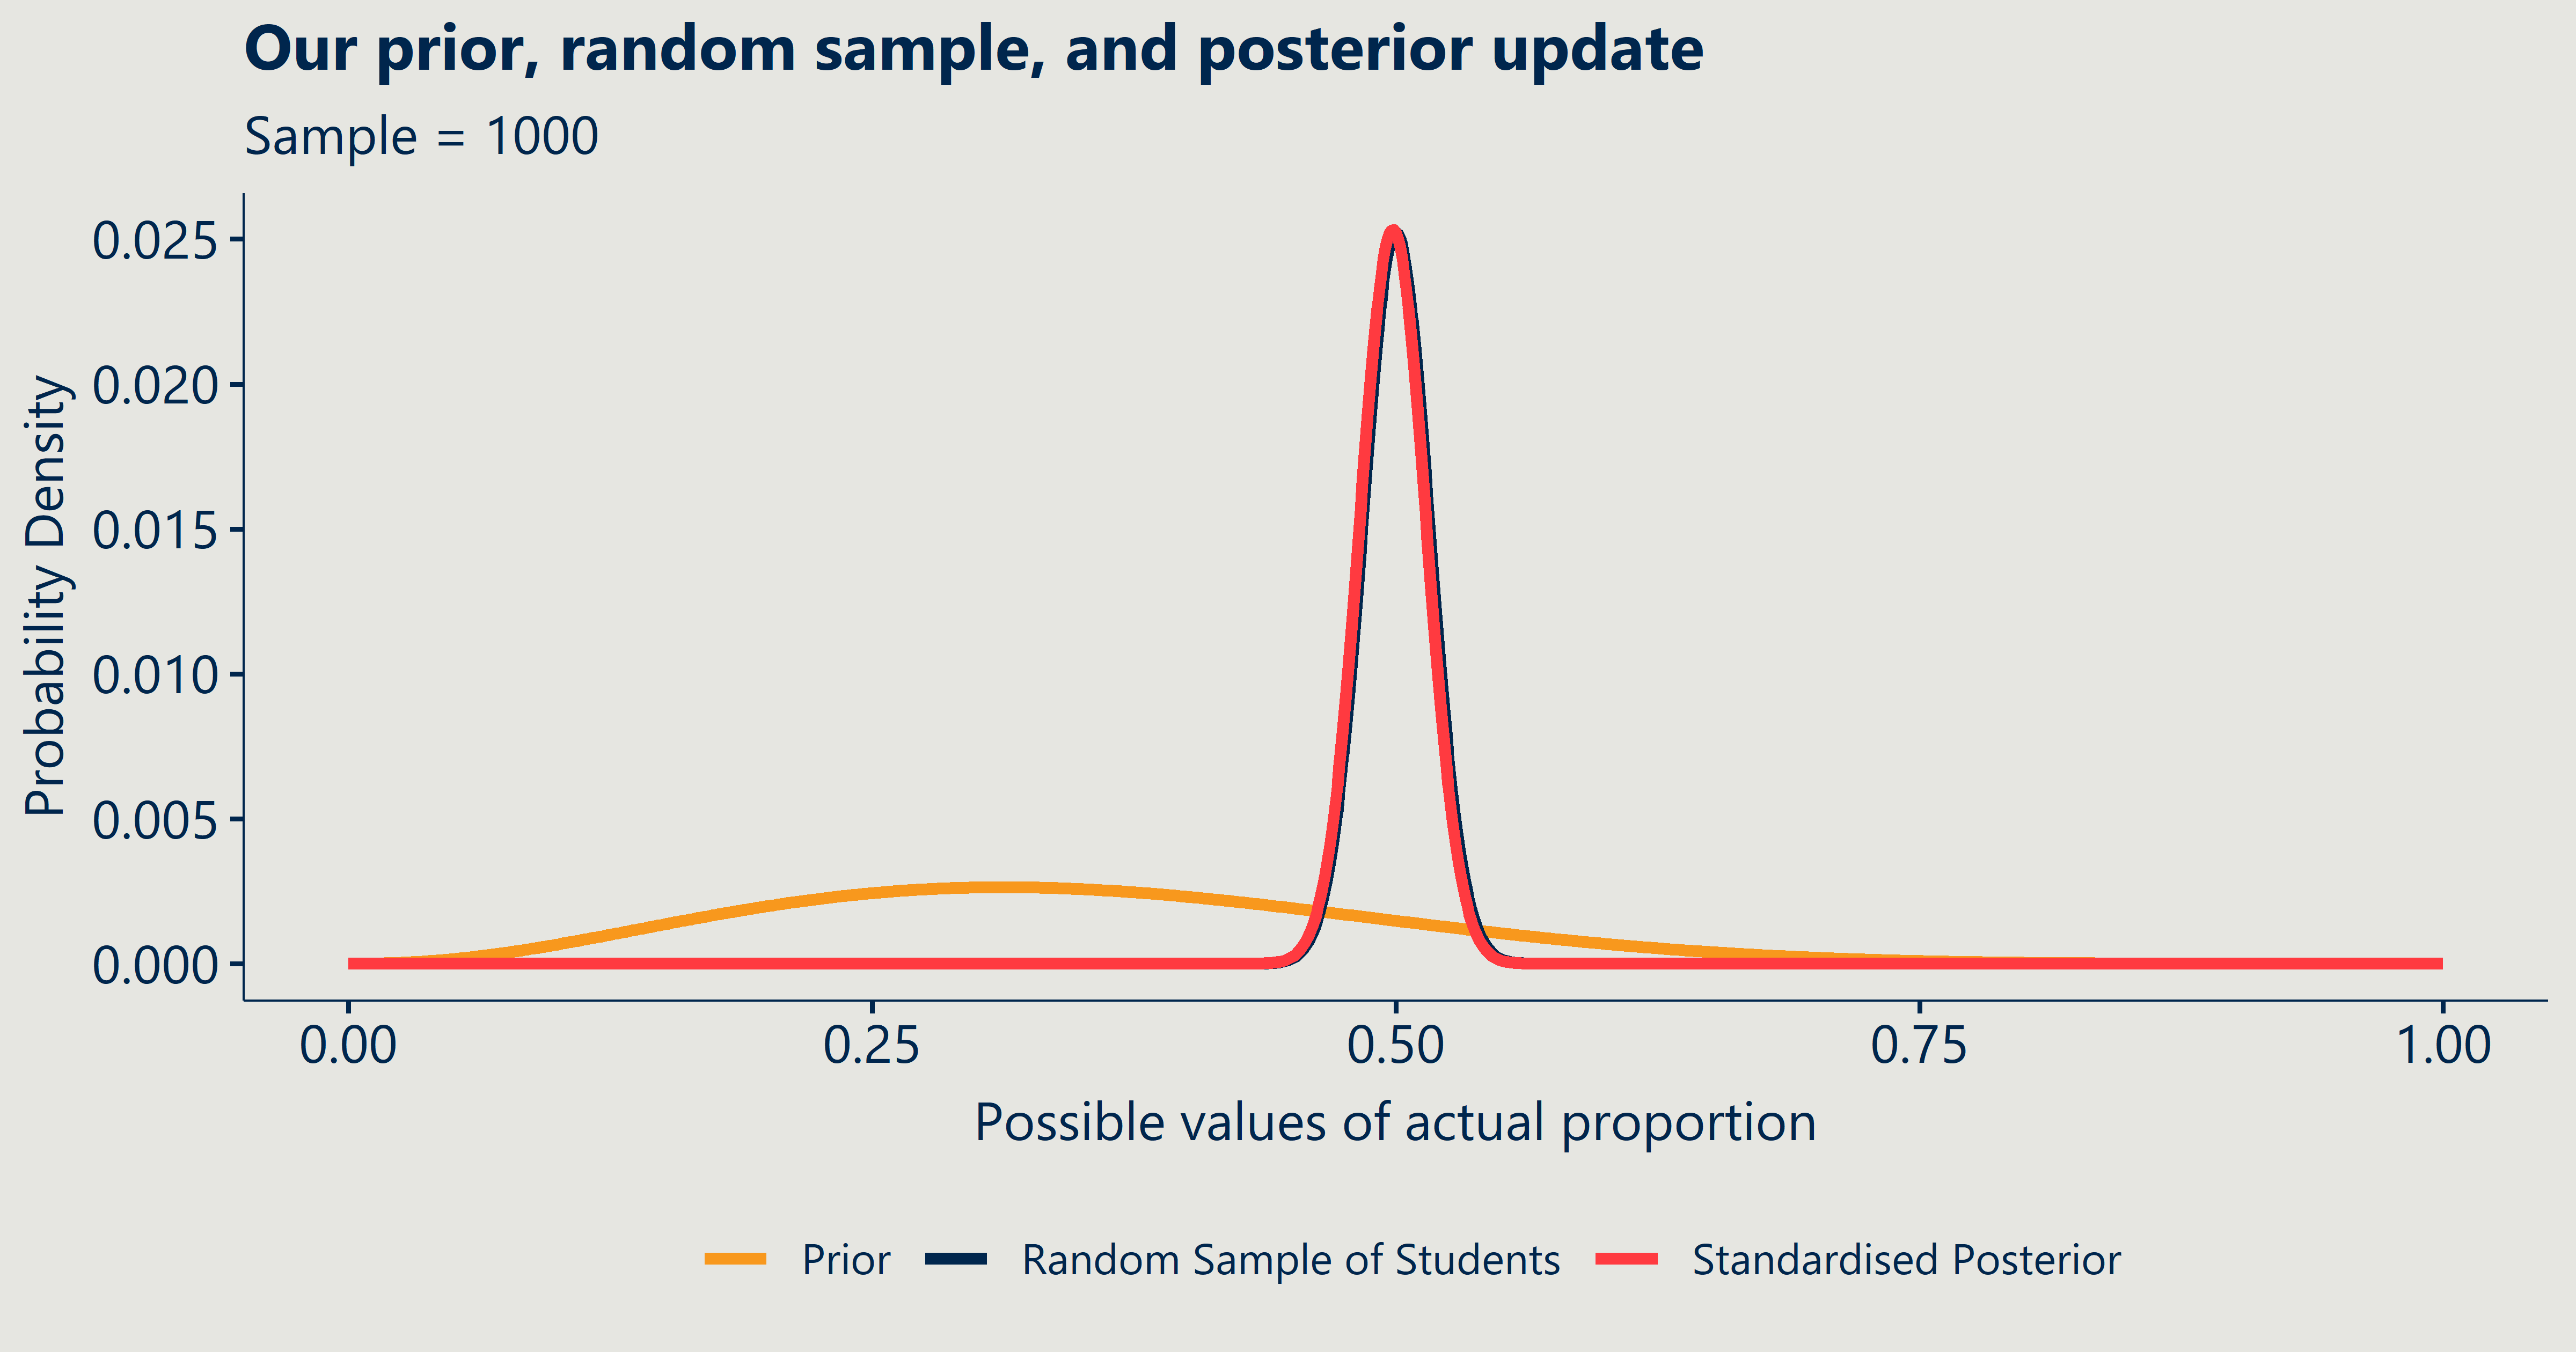 Our prior, random sample, and posterior update
Sample = 1000
Probability Density
0.025
0.020
0.015
0.010
0.005
0.000
0.00 0.25 0.50 0.75 1.00
Possible values of actual proportion
Prior Random Sample of Students Standardised Posterior